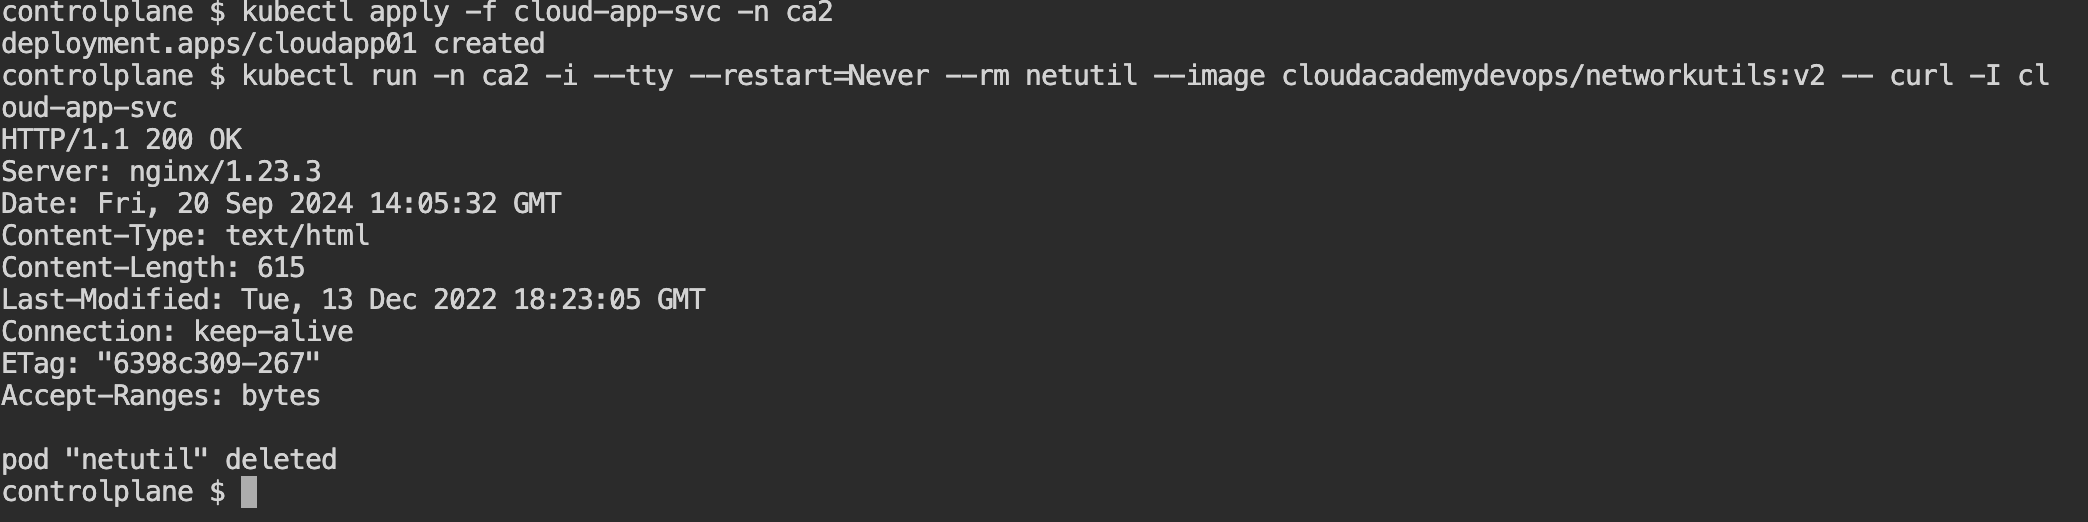 controlplane $ kubectl apply -f cloud-app-svc -n ca2
deployment.apps/cloudapp01 created
controlplane $ kubectl run -n ca2 -i --tty --restart=Never --rm netutil --image cloudacademydevops/networkutils:v2 -- curl -I cl
oud-app-svc
HTTP/1.1 200 OK
Server: nginx/1.23.3
Date: Fri, 20 Sep 2024 14:05:32 GMT
Content-Type: text/html
Content-Length: 615
Last-Modified: Tue, 13 Dec 2022 18:23:05 GMT
Connection: keep-alive
ETag: "6398c309-267"
Accept-Ranges: bytes
pod "netutil" deleted
controlplane $